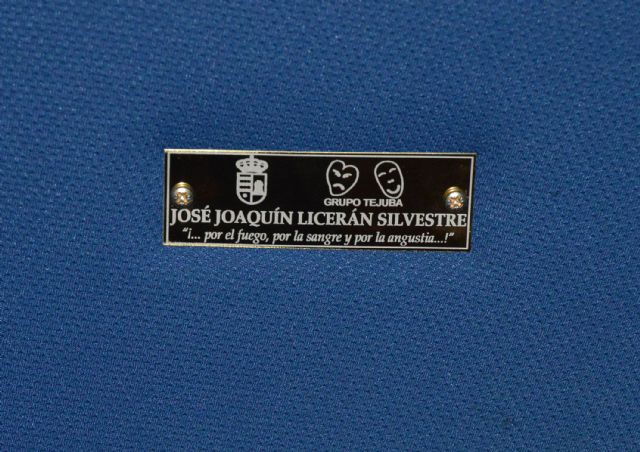 GRUPO TEJUBA
JOSÉ JOAQUÍN LICERÁN SILVESTRE
"¡... por el fuego, por la sangre y por la angustia...!"